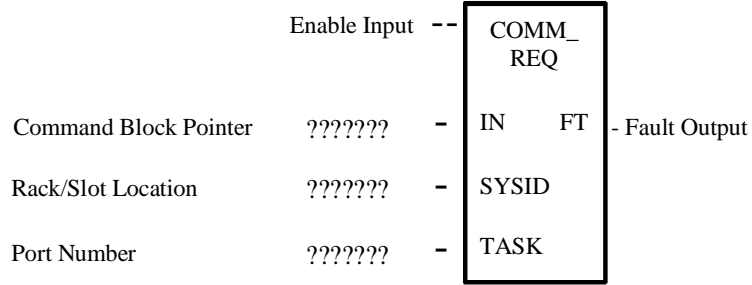 Enable Input
COMM_
REQ
Command Block Pointer ??????? IN FT - Fault Output
Rack/Slot Location ??????? SYSID
Port Number ??????? TASK